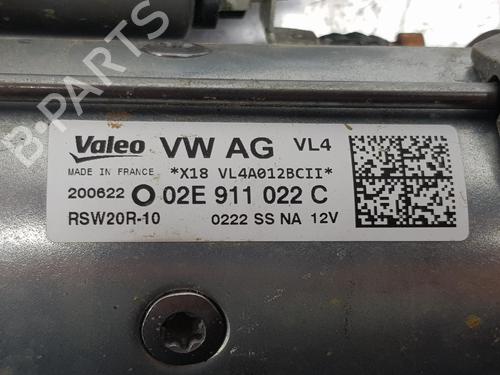 B-PARTS
Valeo VW AG VL4
MADE IN FRANCE *X18 VL4A012BCII*
200622 O 02E 911 022 C
RSW20R-10 0222 SS NA 12V